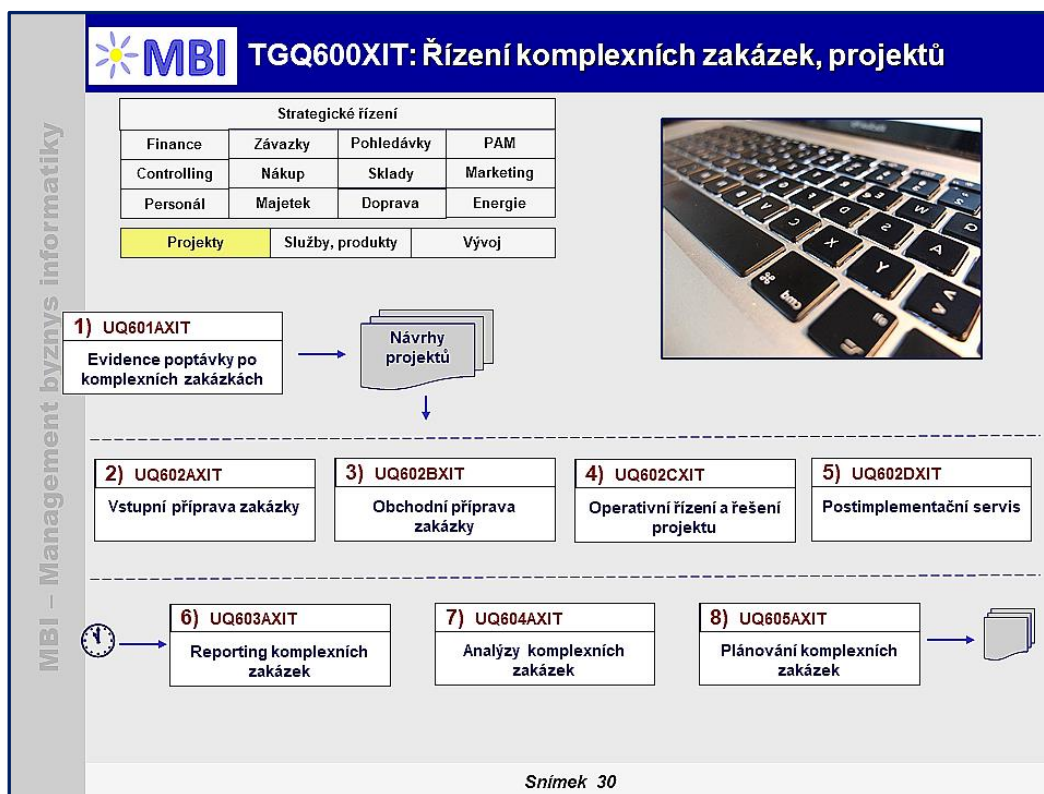 MBI
TGQ600XIT: Řízení komplexních zakázek, projektů
MBI – Management byznys informatiky
Strategické řízení
Finance Závazky Pohledávky PAM
Controlling Nákup Sklady Marketing
Personál Majetek Doprava Energie
Projekty Služby, produkty Vývoj
1) UQ601AXIT
Evidence poptávky po
komplexních zakázkách
Návrhy
projektů
2) UQ602AXIT
Vstupní příprava zakázky
3) UQ602BXIT
Obchodní příprava
zakázky
4) UQ602CXIT
Operativní řízení a řešení
projektu
5) UQ602DXIT
Postimplementační servis
6) UQ603AXIT
Reporting komplexních
zakázek
7) UQ604AXIT
Analýzy komplexních
zakázek
8) UQ605AXIT
Plánování komplexních
zakázek
Snímek 30